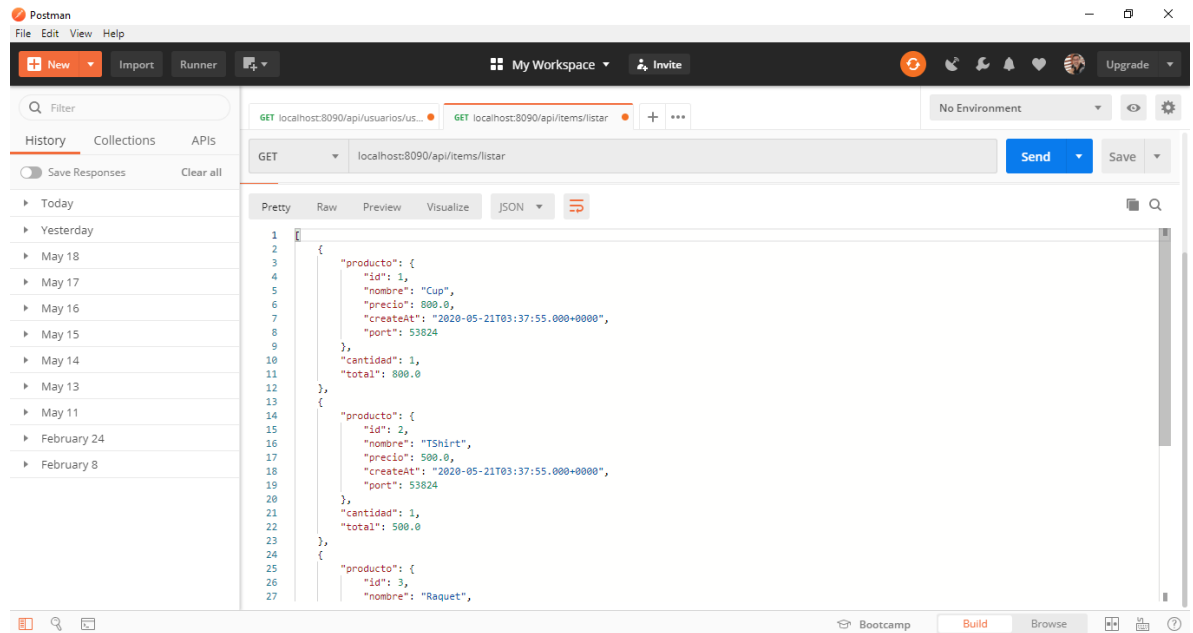 Postman
File Edit View Help
New Import Runner My Workspace Invite Upgrade
Filter
History Collections APIs
Save Responses Clear all
Today
Yesterday
May 18
May 17
May 16
May 15
May 14
May 13
May 11
February 24
February 8
GET localhost:8090/api/usuarios/us... GET localhost:8090/api/items/listar + ...
No Environment
GET localhost:8090/api/items/listar Send Save
Pretty Raw Preview Visualize JSON
1 [
2 {
3 "producto": {
4 "id": 1,
5 "nombre": "Cup",
6 "precio": 800.0,
7 "createAt": "2020-05-21T03:37:55.000+0000",
8 "port": 53824
9 },
10 "cantidad": 1,
11 "total": 800.0
12 },
13 {
14 "producto": {
15 "id": 2,
16 "nombre": "TShirt",
17 "precio": 500.0,
18 "createAt": "2020-05-21T03:37:55.000+0000",
19 "port": 53824
20 },
21 "cantidad": 1,
22 "total": 500.0
23 },
24 {
25 "producto": {
26 "id": 3,
27 "nombre": "Raquet",
Bootcamp Build Browse